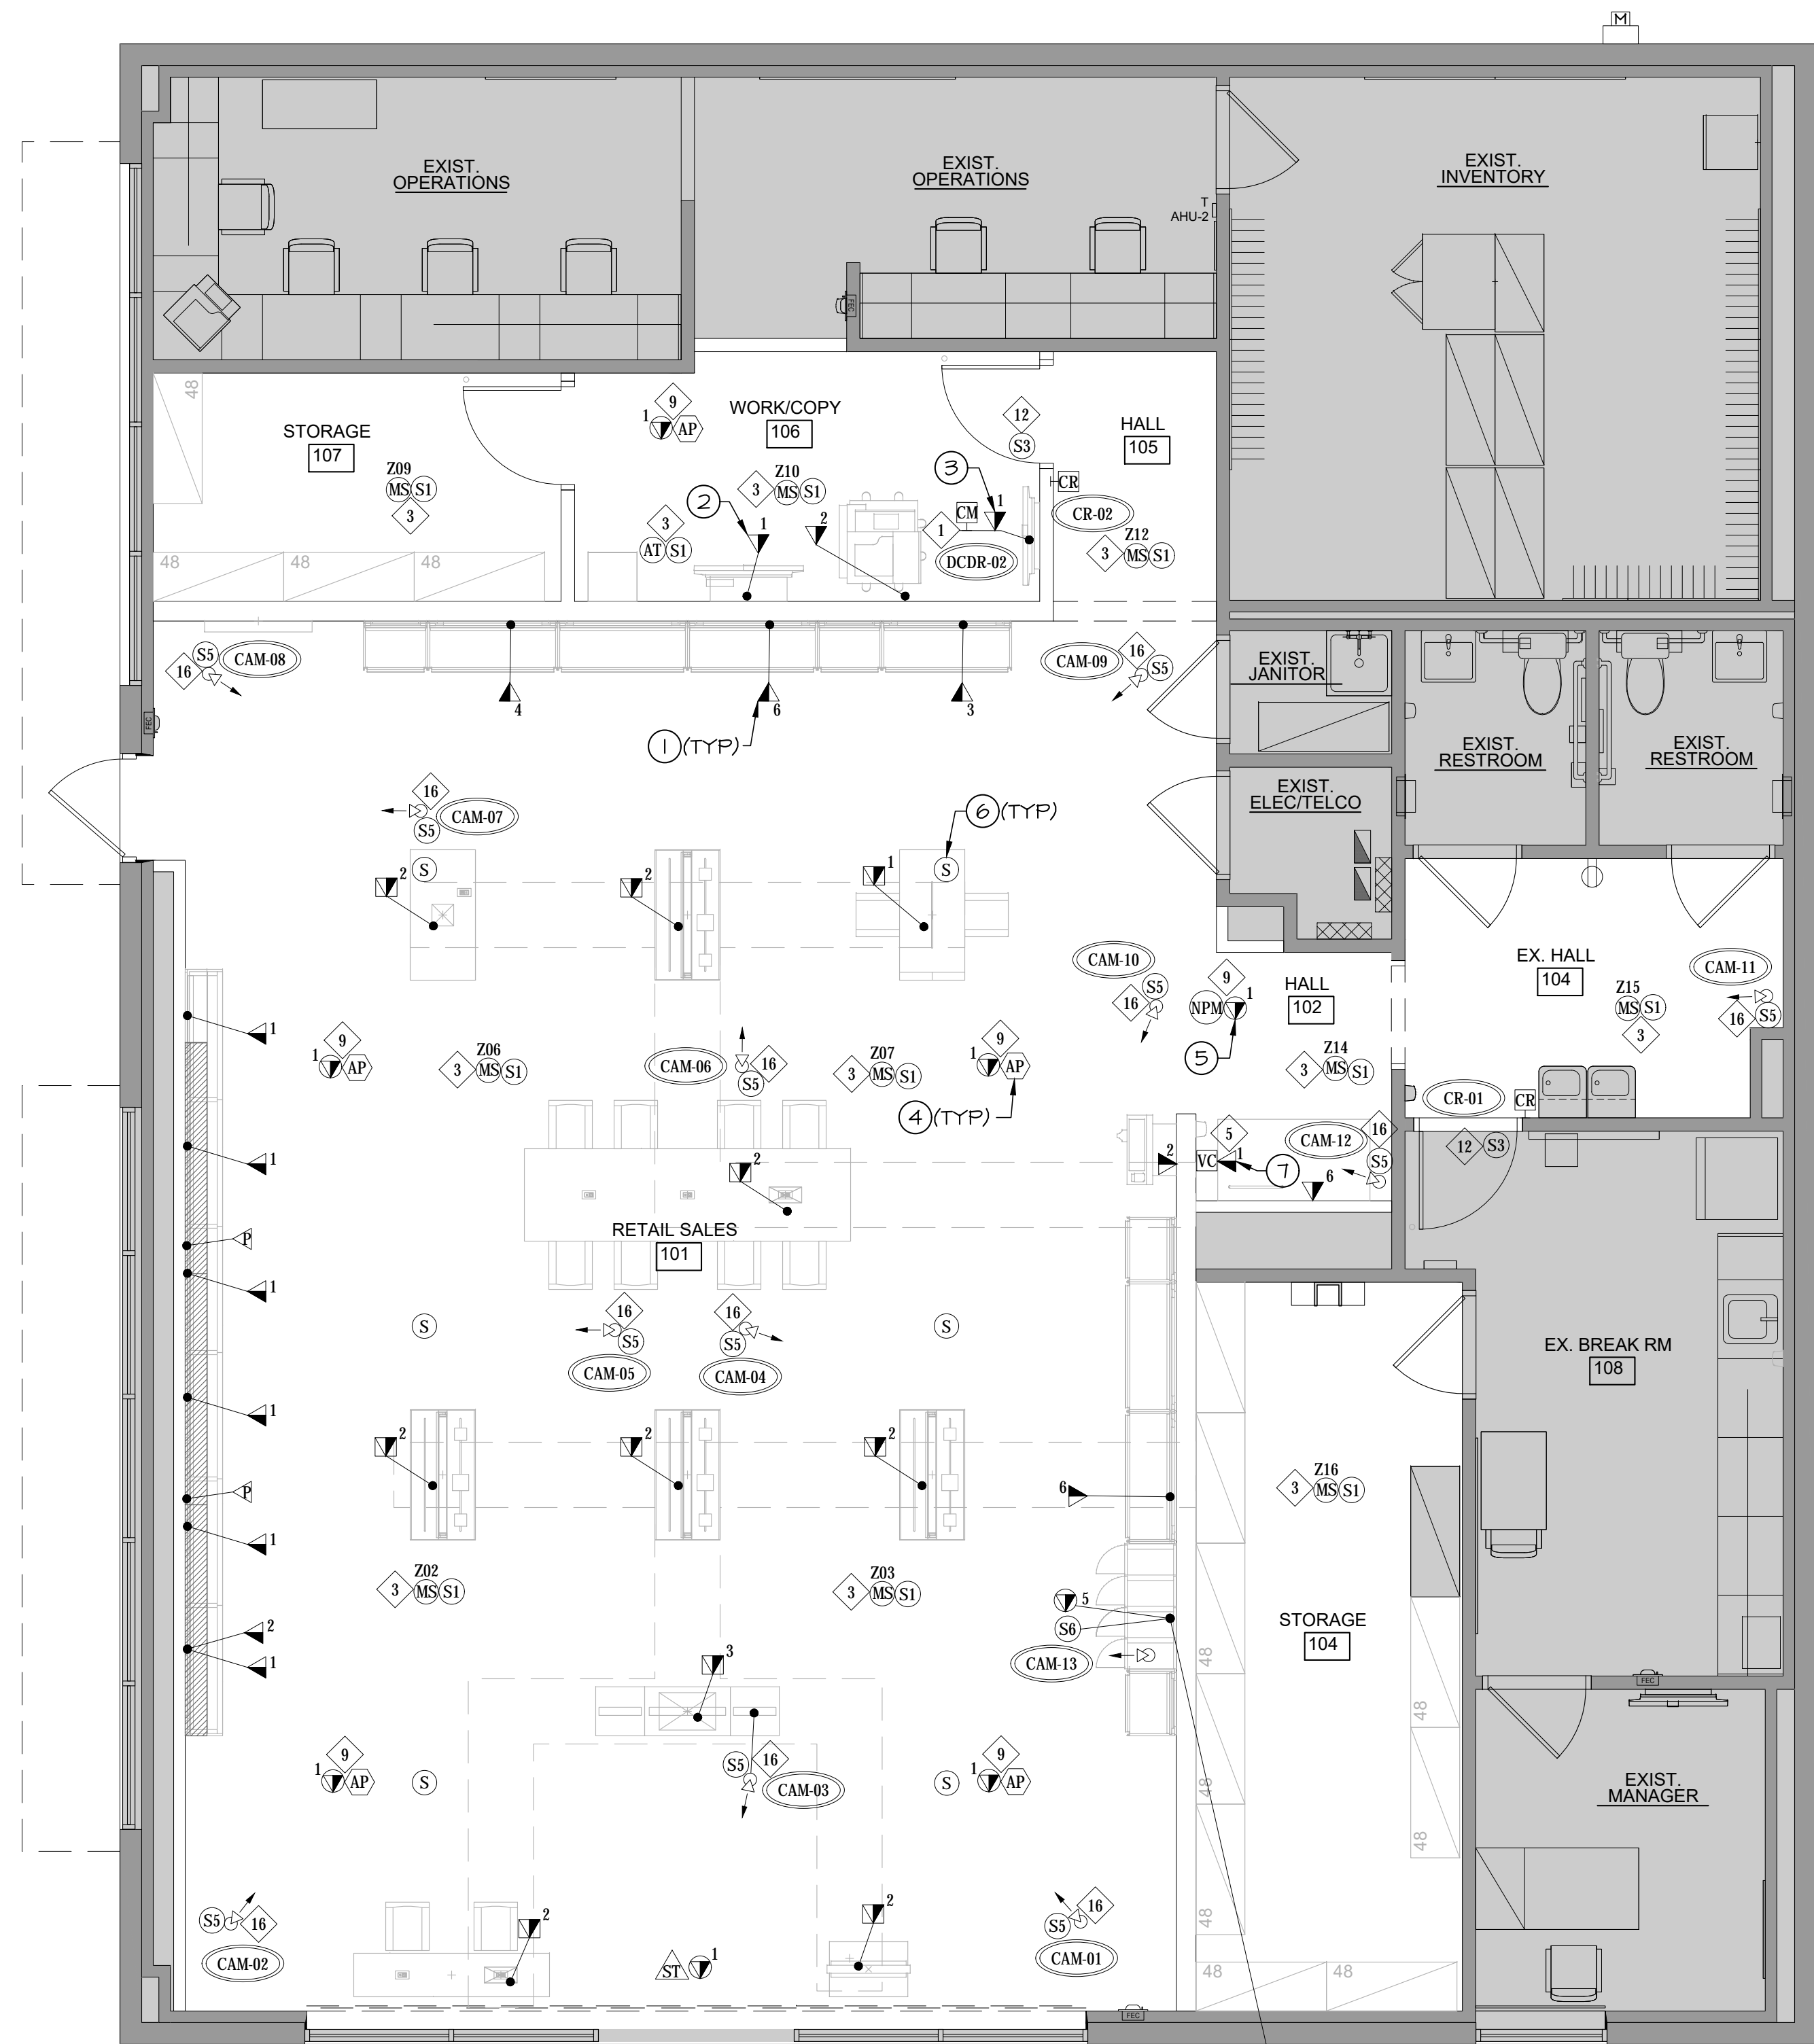 M
EXIST.
OPERATIONS
EXIST.
OPERATIONS
EXIST.
INVENTORY
T
AHU-2
FEC
48
STORAGE
107
Z09
MS S1
3
48 48 48
9
1 AP
WORK/COPY
106
Z10
3 MS S1
2
1
2
3
AT S1
12
S3
HALL
105
3
1
CM
1
DCDR-02
CR
CR-02
Z12
3 MS S1
S5
16
CAM-08
FEC
4
6
3
1 (TYP)
CAM-09
16
S5
EXIST.
JANITOR
EXIST.
RESTROOM
EXIST.
RESTROOM
EXIST.
ELEC/TELCO
16
S5
CAM-07
6 (TYP)
S
S
2
2
1
CAM-10
S5
16
9
NPM 1
5
HALL
102
EX. HALL
104
Z15
MS S1
3
CAM-11
16 S5
1
9
1 AP
Z06
3 MS S1
CAM-06
16
S5
Z07
3 MS S1
9
1 AP
4 (TYP)
Z14
3 MS S1
CR-01
CR
12 S3
1
2
2
VC
5
1
7
CAM-12
16
S5
6
RETAIL SALES
101
P
1
S
S
16
S5
CAM-05
16
S5
CAM-04
EX. BREAK RM
108
1
2
2
2
P
6
Z16
3 MS S1
1
Z02
3 MS S1
Z03
3 MS S1
5
S6
CAM-13
STORAGE
104
2
1
3
48
48
FEC
9
1 AP
S
S5
16
CAM-03
S
9
1 AP
48
48
EXIST.
MANAGER
S5
16
CAM-02
2
2
ST
1
16
S5
CAM-01
48
48 48
FEC